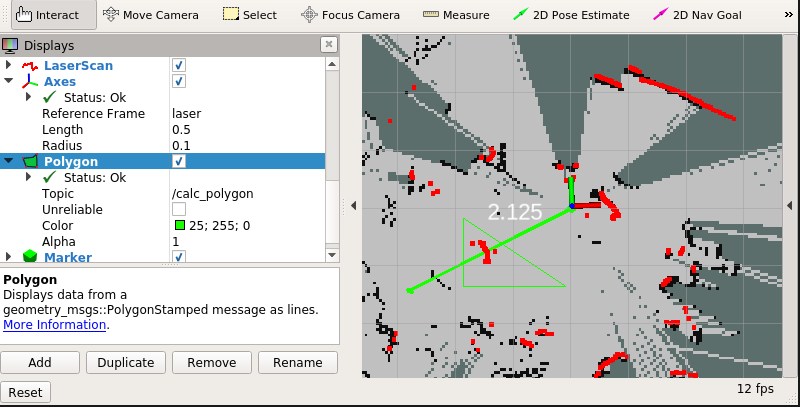 Interact Move Camera Select Focus Camera Measure 2D Pose Estimate 2D Nav Goal »
Displays
LaserScan
Axes
Status: Ok
Reference Frame laser
Length 0.5
Radius 0.1
Polygon
Status: Ok
Topic /calc_polygon
Unreliable
Color 25; 255; 0
Alpha 1
Marker
Polygon
Displays data from a
geometry_msgs::PolygonStamped message as lines.
More Information.
Add Duplicate Remove Rename
Reset
2.125
12 fps